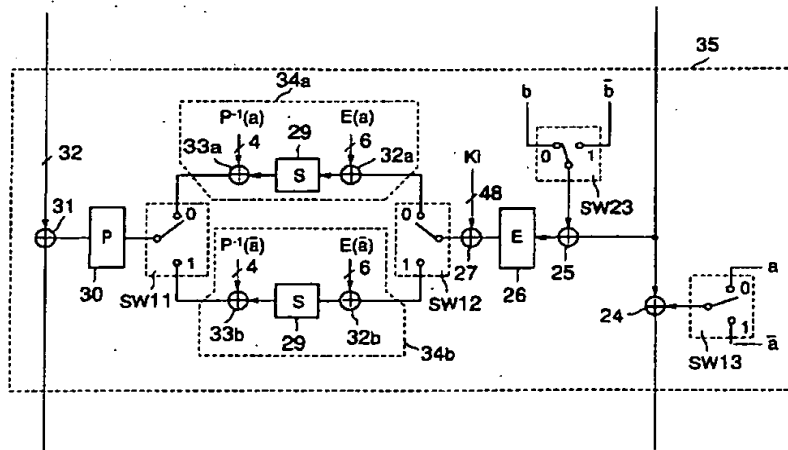 35
34a
b b̄
P⁻¹(a) E(a)
33a 4 29 6 32a
S
Ki
0 1
32
48
SW23
31
P
0
0
E
a
30
1
1
27
26
25
0
SW11
P⁻¹(ā) E(ā)
SW12
24
4 6
1
S
ā
33b 29 32b
34b
SW13